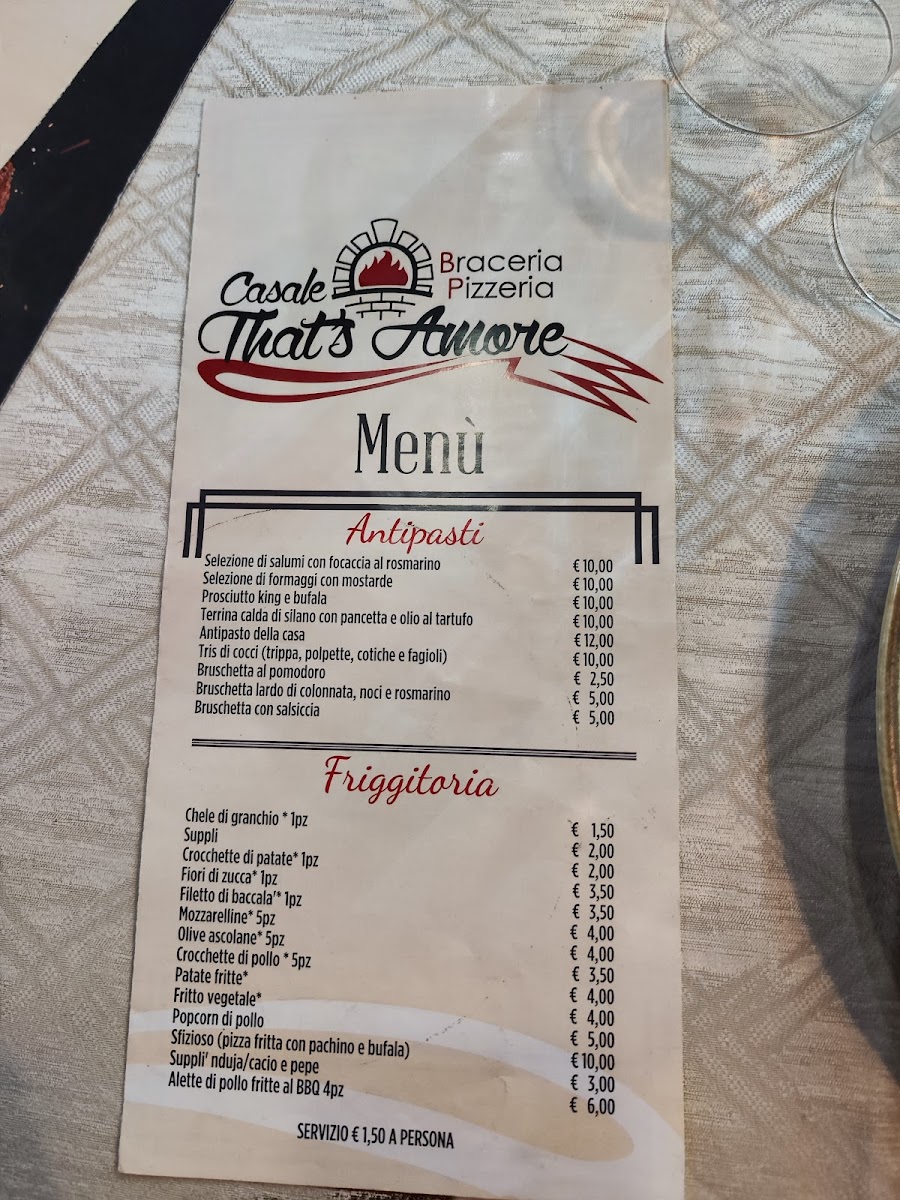 Casale
Braceria
Pizzeria
That's Amore
Menù
Antipasti
Selezione di salumi con focaccia al rosmarino € 10,00
Selezione di formaggi con mostarde € 10,00
Prosciutto king e bufala € 10,00
Terrina calda di silano con pancetta e olio al tartufo € 10,00
Antipasto della casa € 12,00
Tris di cocci (trippa, polpette, cotiche e fagioli) € 10,00
Bruschetta al pomodoro € 2,50
Bruschetta lardo di colonnata, noci e rosmarino € 5,00
Bruschetta con salsiccia € 5,00
Friggitoria
Chele di granchio * 1pz € 1,50
Suppli € 2,00
Crocchette di patate* 1pz € 2,00
Fiori di zucca* 1pz € 3,50
Filetto di baccala'* 1pz € 3,50
Mozzarelline* 5pz € 4,00
Olive ascolane* 5pz € 4,00
Crocchette di pollo * 5pz € 3,50
Patate fritte* € 4,00
Fritto vegetale* € 4,00
Popcorn di pollo € 5,00
Sfizioso (pizza fritta con pachino e bufala) € 10,00
Suppli' nduja/cacio e pepe € 3,00
Alette di pollo fritte al BBQ 4pz € 6,00
SERVIZIO € 1,50 A PERSONA